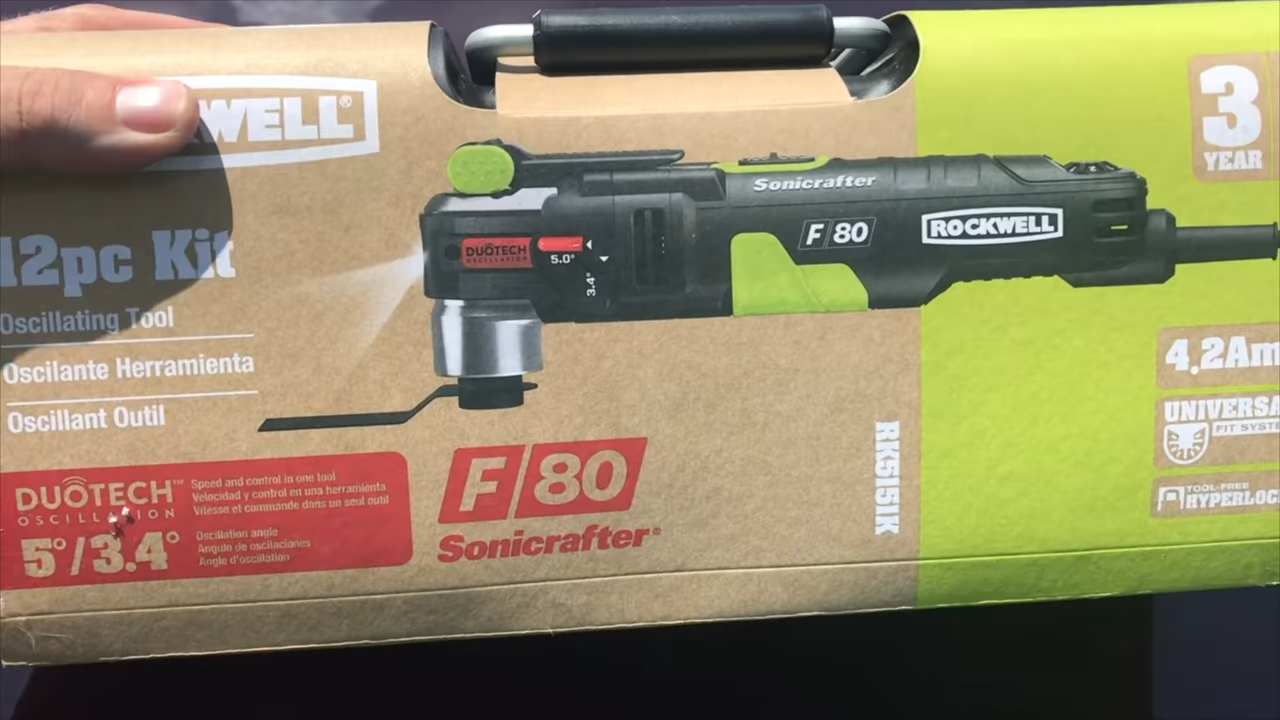 WELL®
3
YEAR
Sonicrafter
F/80
ROCKWELL
DUOTECH
OSCILLATION
5.0°
3.4°
12pc Kit
Oscillating Tool
Oscilante Herramienta
Oscillant Outil
4.2Am
UNIVERSA
FIT SYSTE
TOOL-FREE
HYPERLOC
RK5151K
DUOTECH™
OSCILLATION
5°/3.4°
Speed and control in one tool
Velocidad y control en una herramienta
Vitesse et commande dans un seul outil
Oscillation angle
Angulo de oscilaciones
Angle d'oscillation
F/80
Sonicrafter®